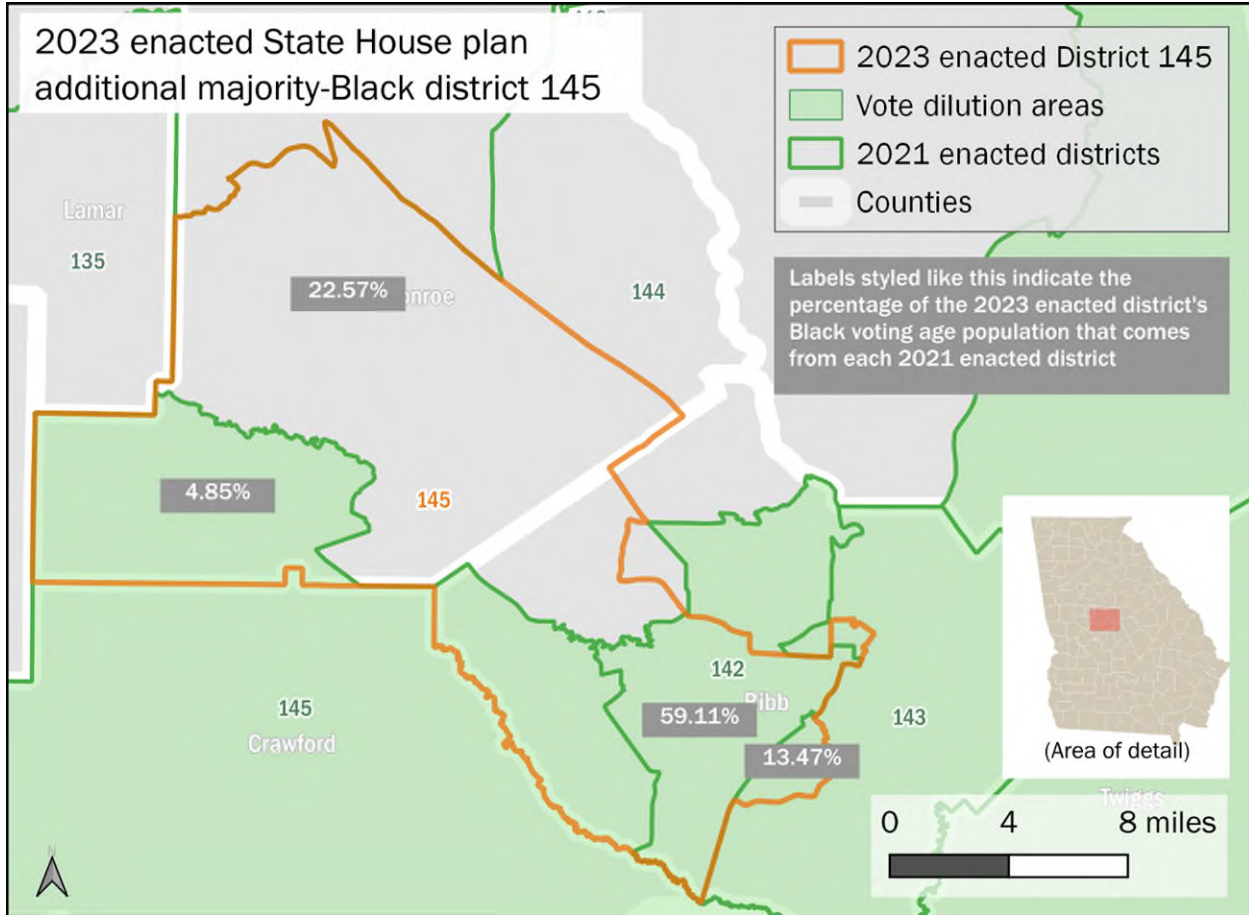 2023 enacted State House plan
additional majority-Black district 145
2023 enacted District 145
Vote dilution areas
2021 enacted districts
Counties
Labels styled like this indicate the
percentage of the 2023 enacted district's
Black voting age population that comes
from each 2021 enacted district
Lamar
135
22.57%
144
4.85%
145
142
Bibb
59.11%
143
13.47%
145
Crawford
(Area of detail)
Twiggs
0 4 8 miles
N